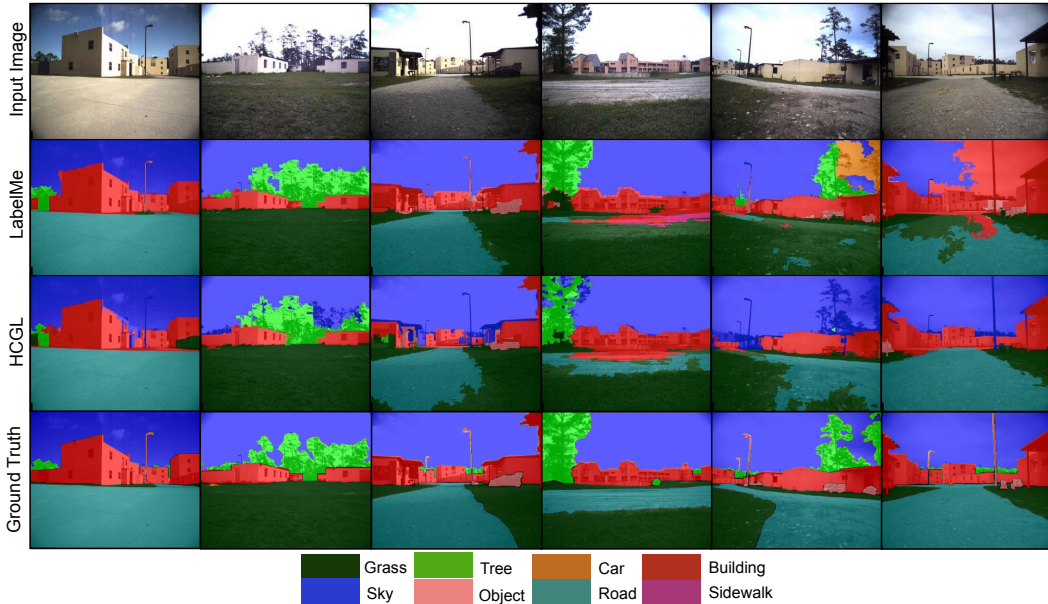 Input Image
LabelMe
HCGL
Ground Truth
Grass Tree Car Building
Sky Object Road Sidewalk